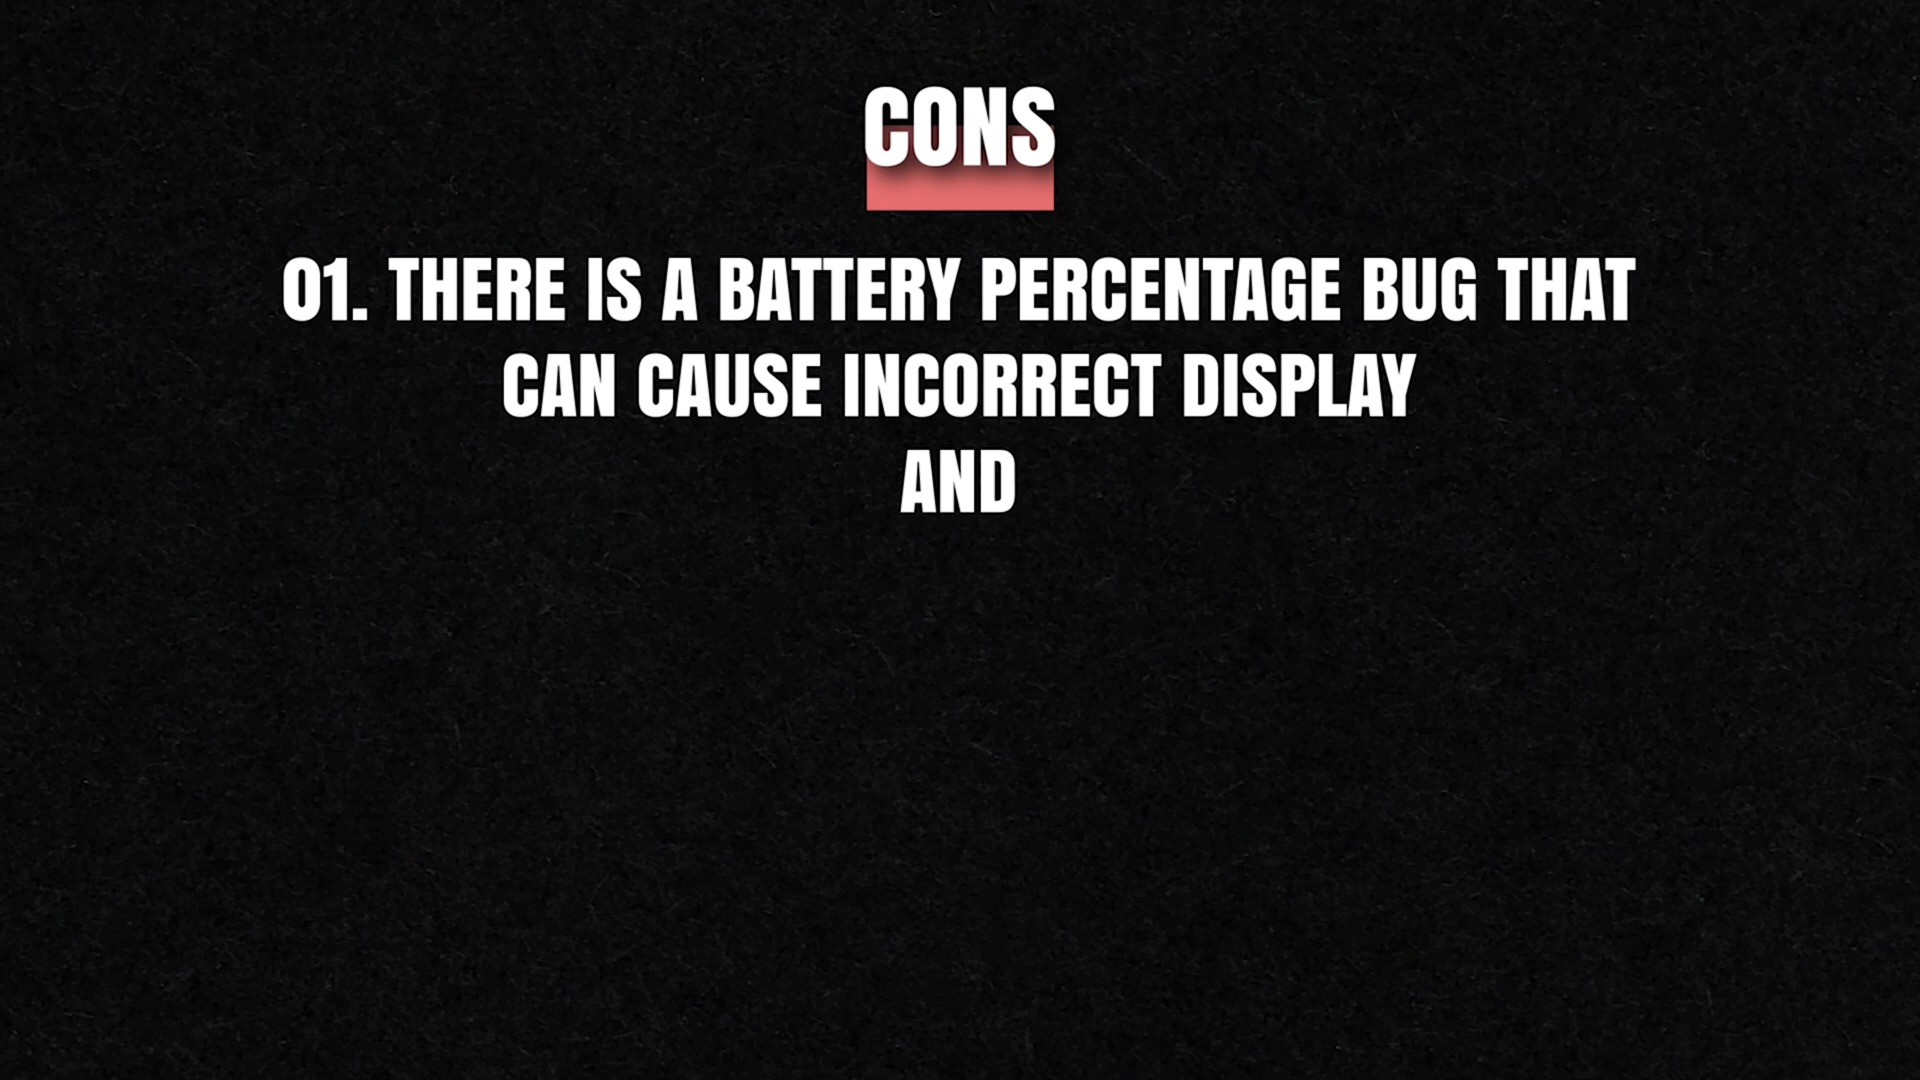 CONS
01. THERE IS A BATTERY PERCENTAGE BUG THAT
CAN CAUSE INCORRECT DISPLAY
AND